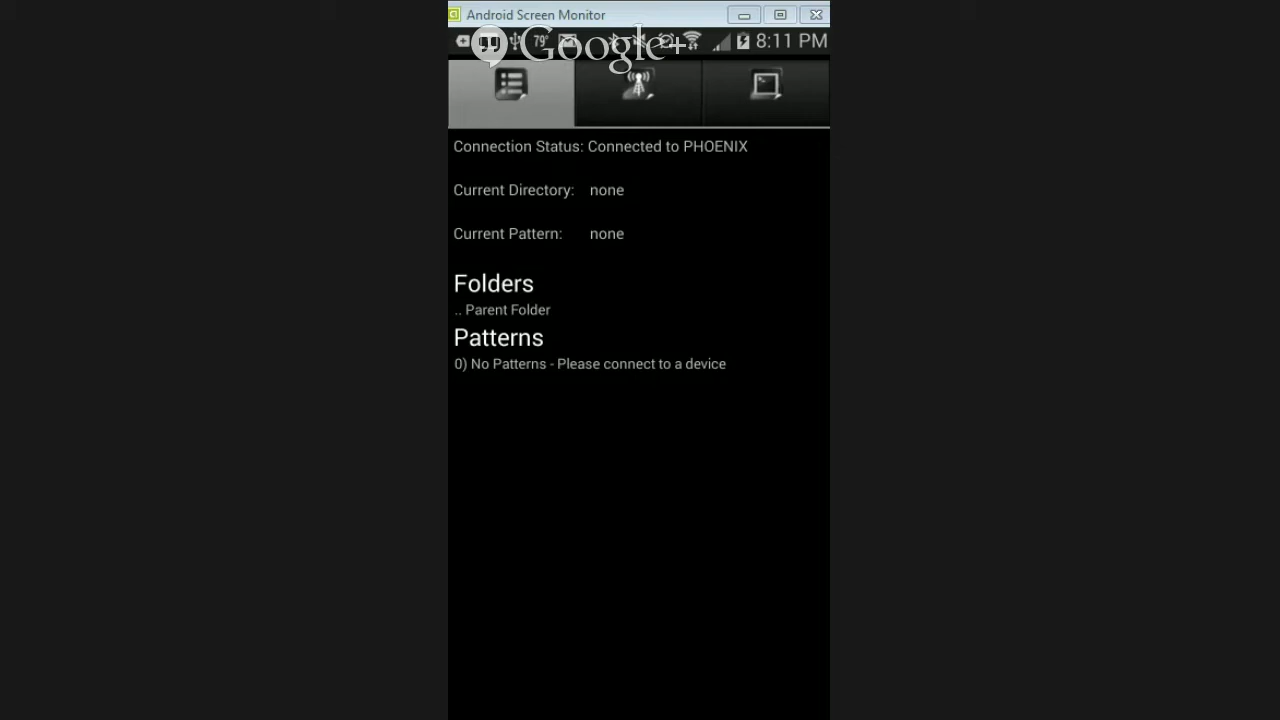 Android Screen Monitor
79° 8:11 PM
Google+
Connection Status: Connected to PHOENIX
Current Directory: none
Current Pattern: none
Folders
.. Parent Folder
Patterns
0) No Patterns - Please connect to a device